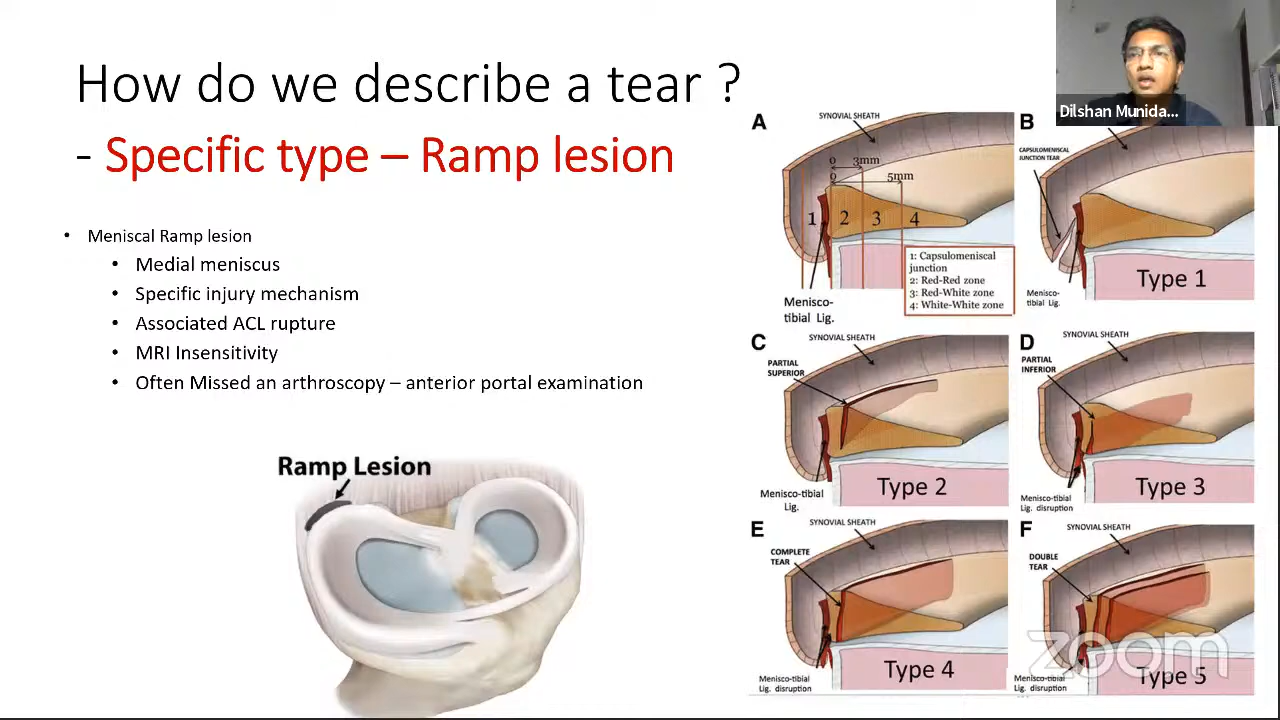 How do we describe a tear ?
- Specific type – Ramp lesion
• Meniscal Ramp lesion
• Medial meniscus
• Specific injury mechanism
• Associated ACL rupture
• MRI Insensitivity
• Often Missed an arthroscopy – anterior portal examination
Ramp Lesion
Dilshan Munida...
A
SYNOVIAL SHEATH
0
3mm
0
5mm
1
2
3
4
1: Capsulomeniscal
junction
2: Red-Red zone
3: Red-White zone
4: White-White zone
Menisco-
tibial Lig.
B
CAPSULOMENISCAL
JUNCTION TEAR
Menisco-
tibial Lig.
Type 1
C
SYNOVIAL SHEATH
PARTIAL
SUPERIOR
Menisco-tibial
Lig.
Type 2
D
SYNOVIAL SHEATH
PARTIAL
INFERIOR
Menisco-tibial
Lig. disruption
Type 3
E
SYNOVIAL SHEATH
COMPLETE
TEAR
Menisco-tibial
Lig. disruption
Type 4
F
SYNOVIAL SHEATH
DOUBLE
TEAR
Menisco-tibial
Lig. disruption
Type 5
zoom